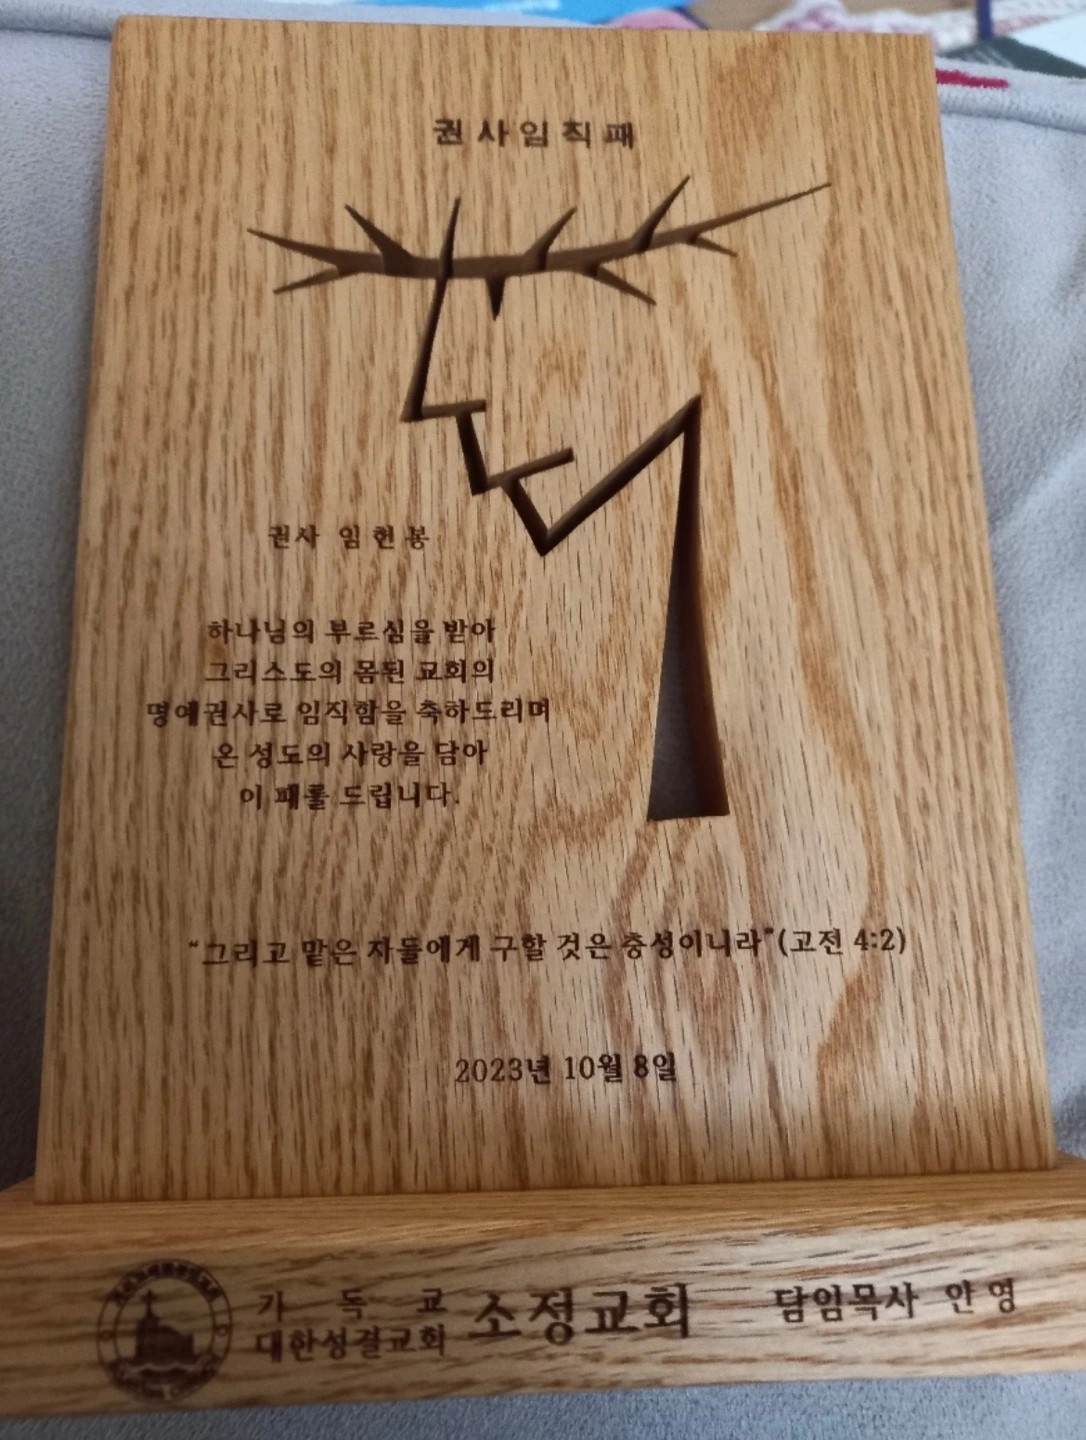 권사임직패
권사 임헌봉
하나님의 부르심을 받아
그리스도의 몸된 교회의
명예권사로 임직함을 축하드리며
온 성도의 사랑을 담아
이 패를 드립니다.
"그리고 맡은 자들에게 구할 것은 충성이니라"(고전 4:2)
2023년 10월 8일
기독교
대한성결교회
소정교회
담임목사 안영